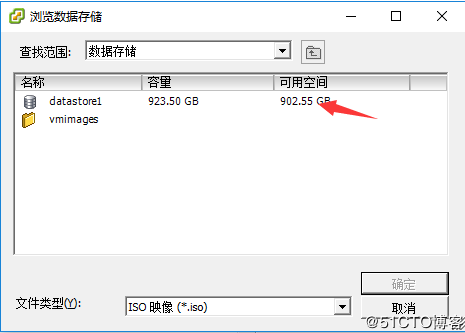 浏览数据存储
查找范围: 数据存储
名称 容量 可用空间
datastore1 923.50 GB 902.55 GB
vmimages
确定
文件类型(Y): ISO 映像 (*.iso) 取消
@51CTO博客